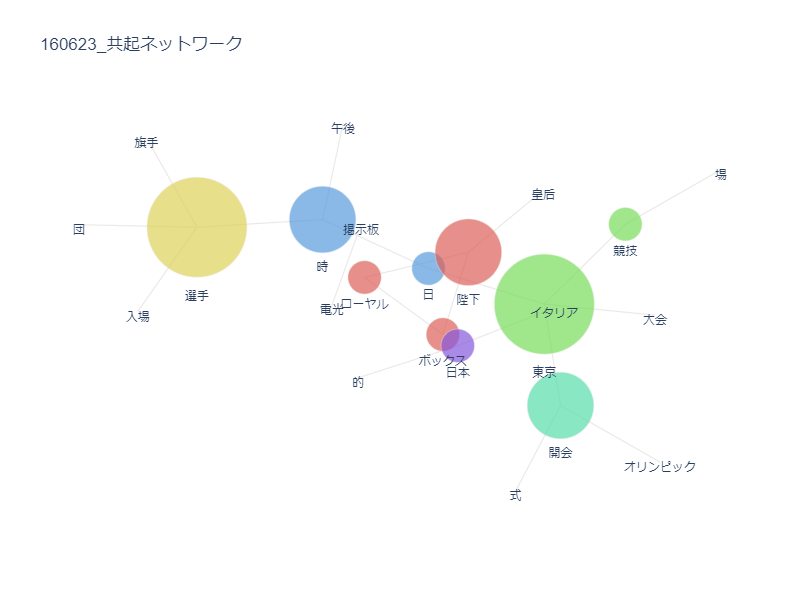 160623_共起ネットワーク
午後
旗手
場
皇后
団
掲示板
競技
時
日
選手
陛下
ローヤル
電光
イタリア
入場
大会
ボックス
日本
東京
的
開会
オリンピック
式